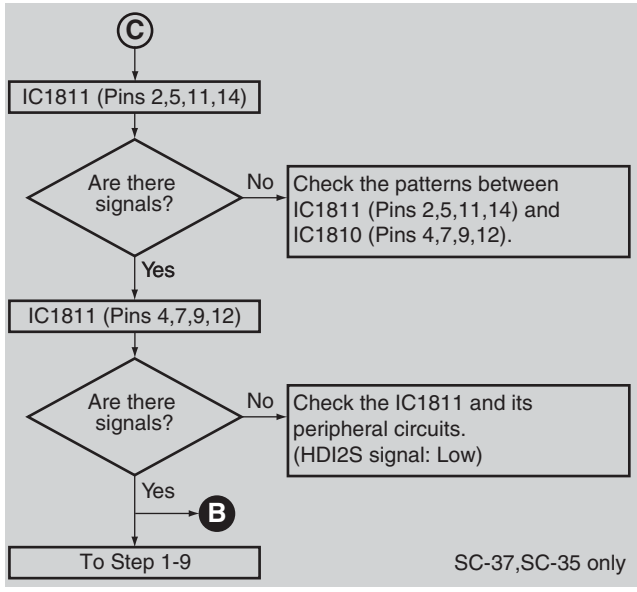 C
IC1811 (Pins 2,5,11,14)
Are there
signals?
No
Check the patterns between
IC1811 (Pins 2,5,11,14) and
IC1810 (Pins 4,7,9,12).
Yes
IC1811 (Pins 4,7,9,12)
Are there
signals?
No
Check the IC1811 and its
peripheral circuits.
(HDI2S signal: Low)
Yes
B
To Step 1-9
SC-37,SC-35 only